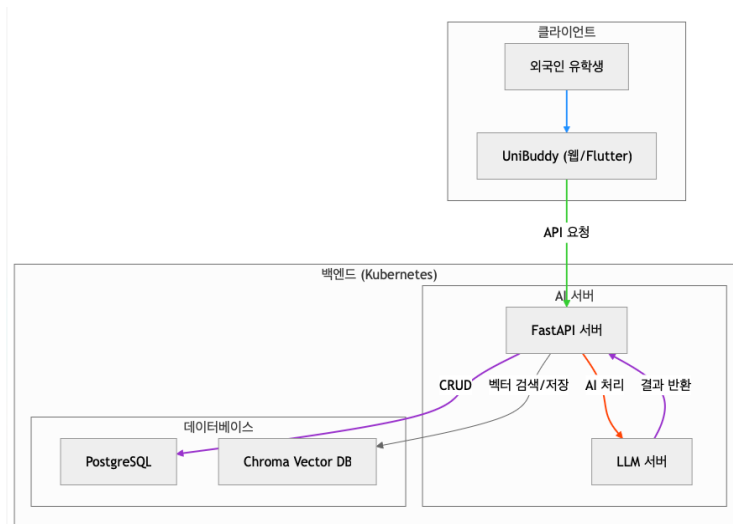 클라이언트
외국인 유학생
UniBuddy (웹/Flutter)
API 요청
백엔드 (Kubernetes)
AI 서버
FastAPI 서버
CRUD
벡터 검색/저장
AI 처리
결과 반환
데이터베이스
PostgreSQL
Chroma Vector DB
LLM 서버